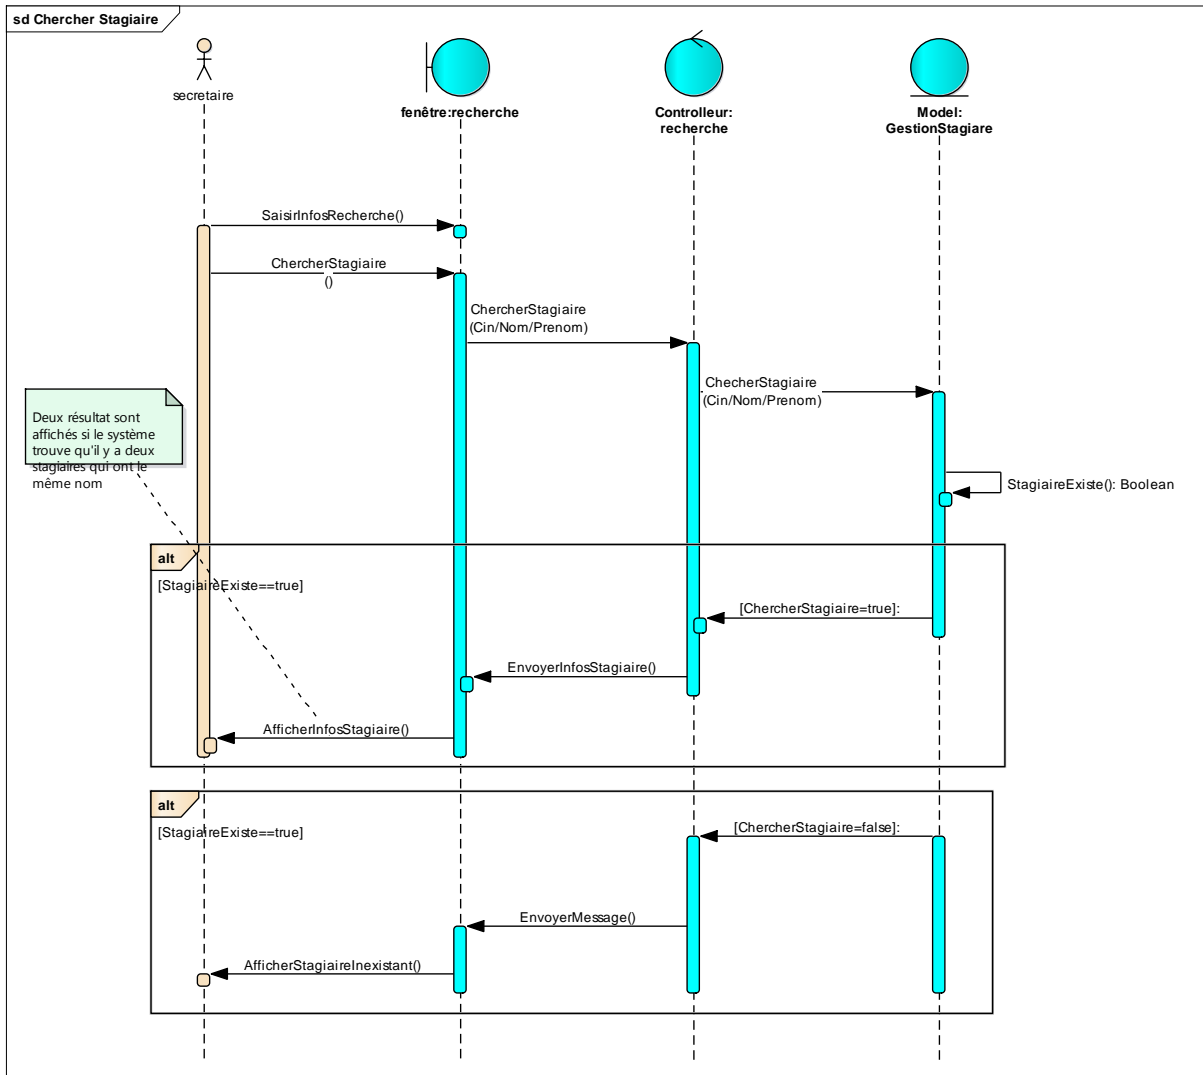 sd Chercher Stagiaire
secretaire
fenêtre:recherche
Controlleur:
recherche
Model:
GestionStagiare
SaisirInfosRecherche()
ChercherStagiaire
()
ChercherStagiaire
(Cin/Nom/Prenom)
ChecherStagiaire
(Cin/Nom/Prenom)
Deux résultat sont
affichés si le système
trouve qu'il y a deux
stagiaires qui ont le
même nom
StagiaireExiste(): Boolean
alt
[StagiaireExiste==true]
[ChercherStagiaire=true]:
EnvoyerInfosStagiaire()
AfficherInfosStagiaire()
alt
[StagiaireExiste==true]
[ChercherStagiaire=false]:
EnvoyerMessage()
AfficherStagiaireInexistant()